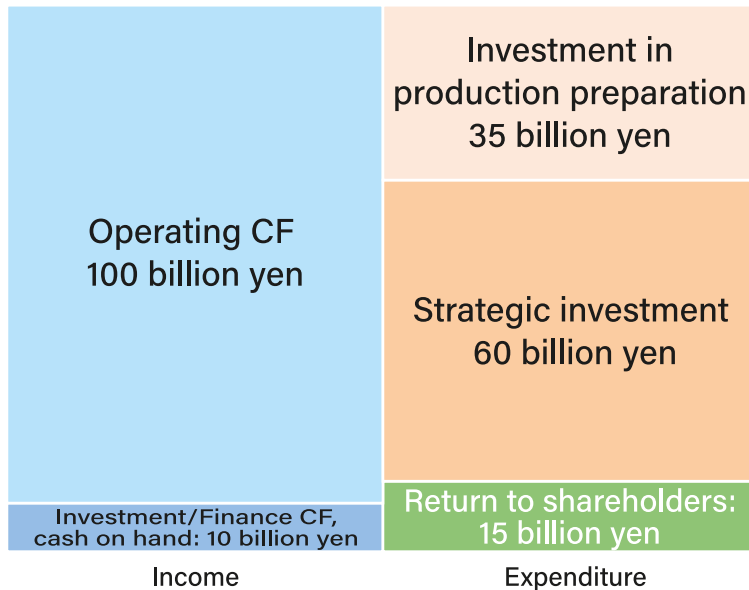 Operating CF
100 billion yen
Investment/Finance CF,
cash on hand: 10 billion yen
Income
Investment in
production preparation
35 billion yen
Strategic investment
60 billion yen
Return to shareholders:
15 billion yen
Expenditure